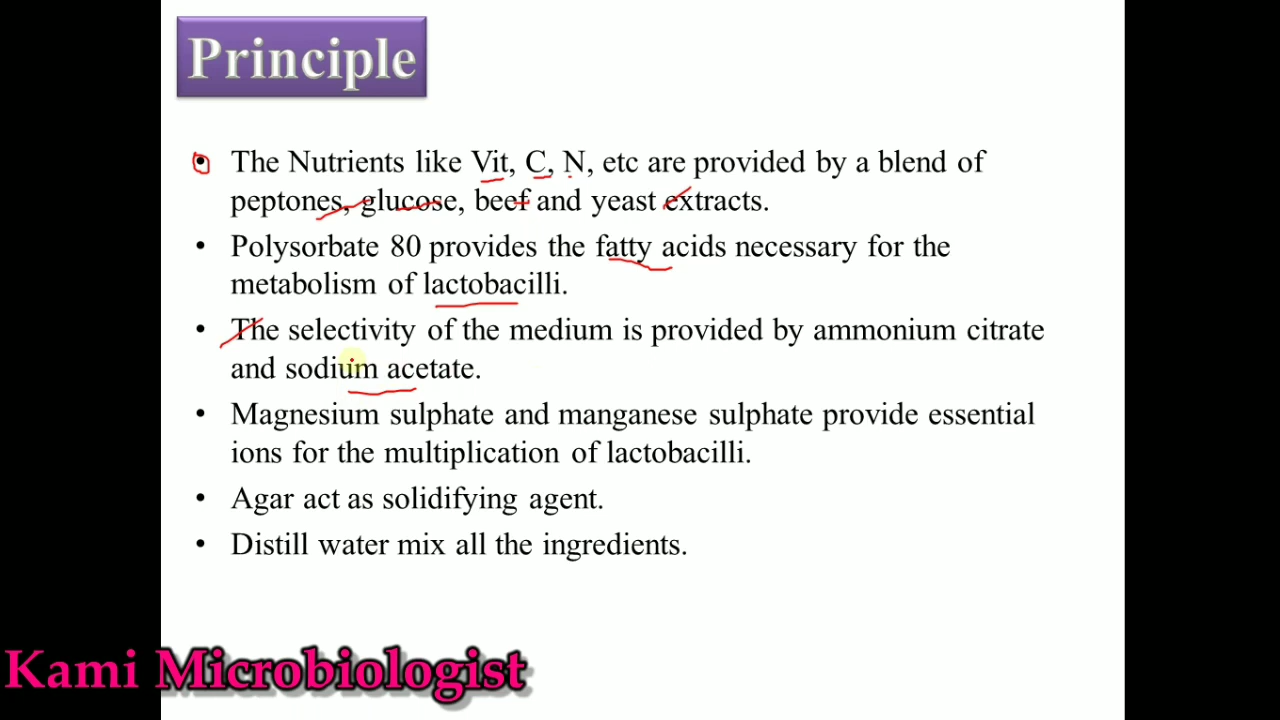 Principle
• The Nutrients like Vit, C, N, etc are provided by a blend of
peptones, glucose, beef and yeast extracts.
• Polysorbate 80 provides the fatty acids necessary for the
metabolism of lactobacilli.
• The selectivity of the medium is provided by ammonium citrate
and sodium acetate.
• Magnesium sulphate and manganese sulphate provide essential
ions for the multiplication of lactobacilli.
• Agar act as solidifying agent.
• Distill water mix all the ingredients.
Kami Microbiologist